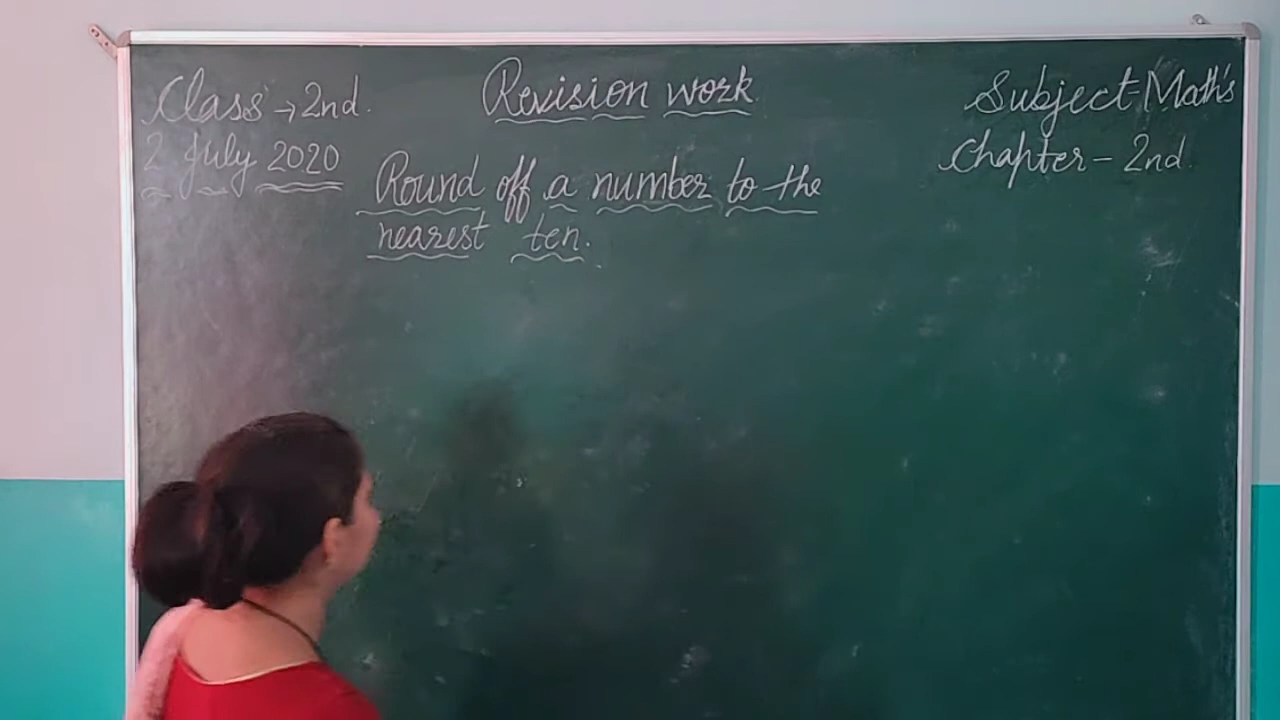 Class → 2nd.
Revision work
Subject Math's
2 July 2020
Chapter - 2nd
Round off a number to the
nearest ten.